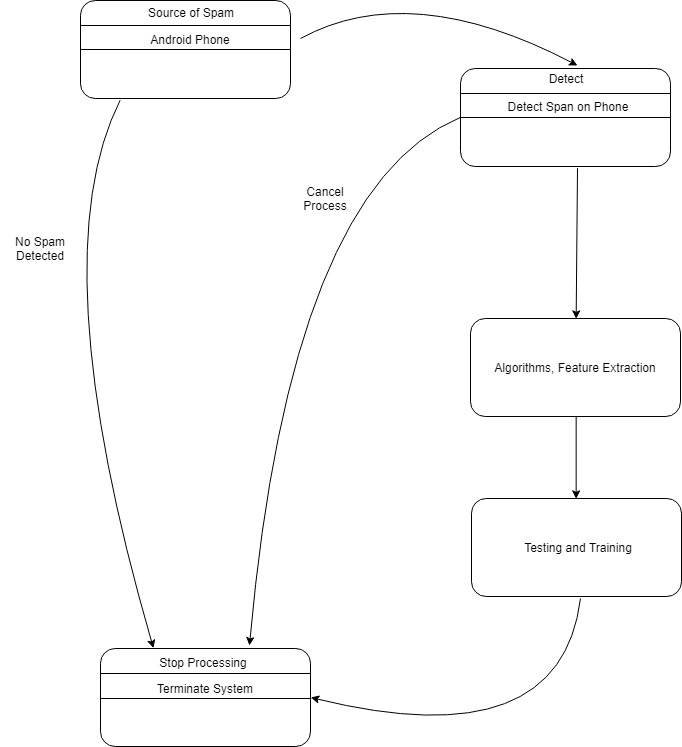 Source of Spam
Android Phone
Detect
Detect Span on Phone
Cancel
Process
No Spam
Detected
Algorithms, Feature Extraction
Testing and Training
Stop Processing
Terminate System